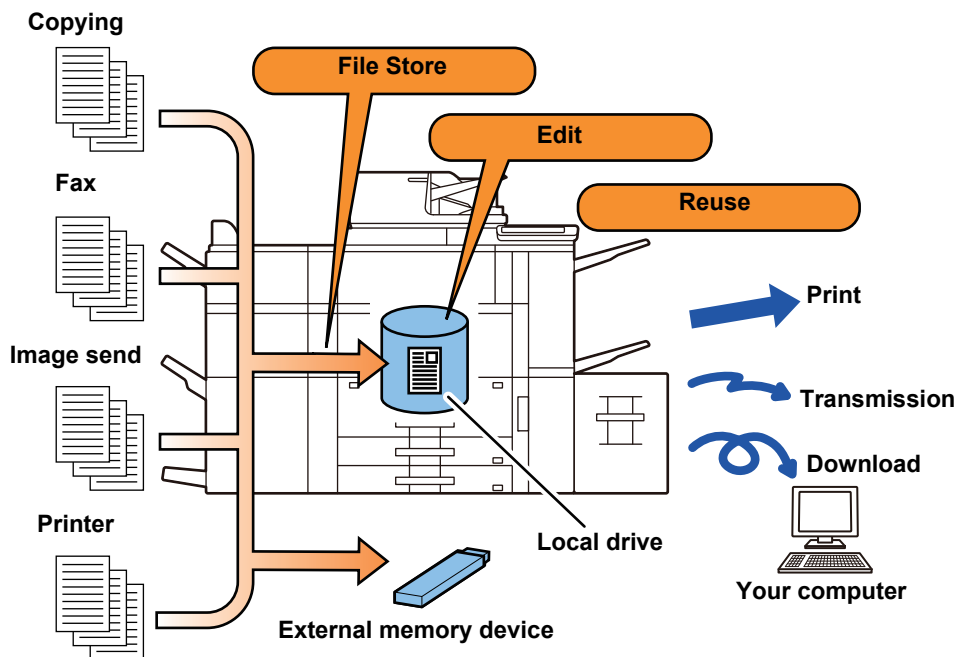 Copying
File Store
Edit
Fax
Reuse
Print
Image send
Transmission
Download
Printer
Local drive
Your computer
External memory device